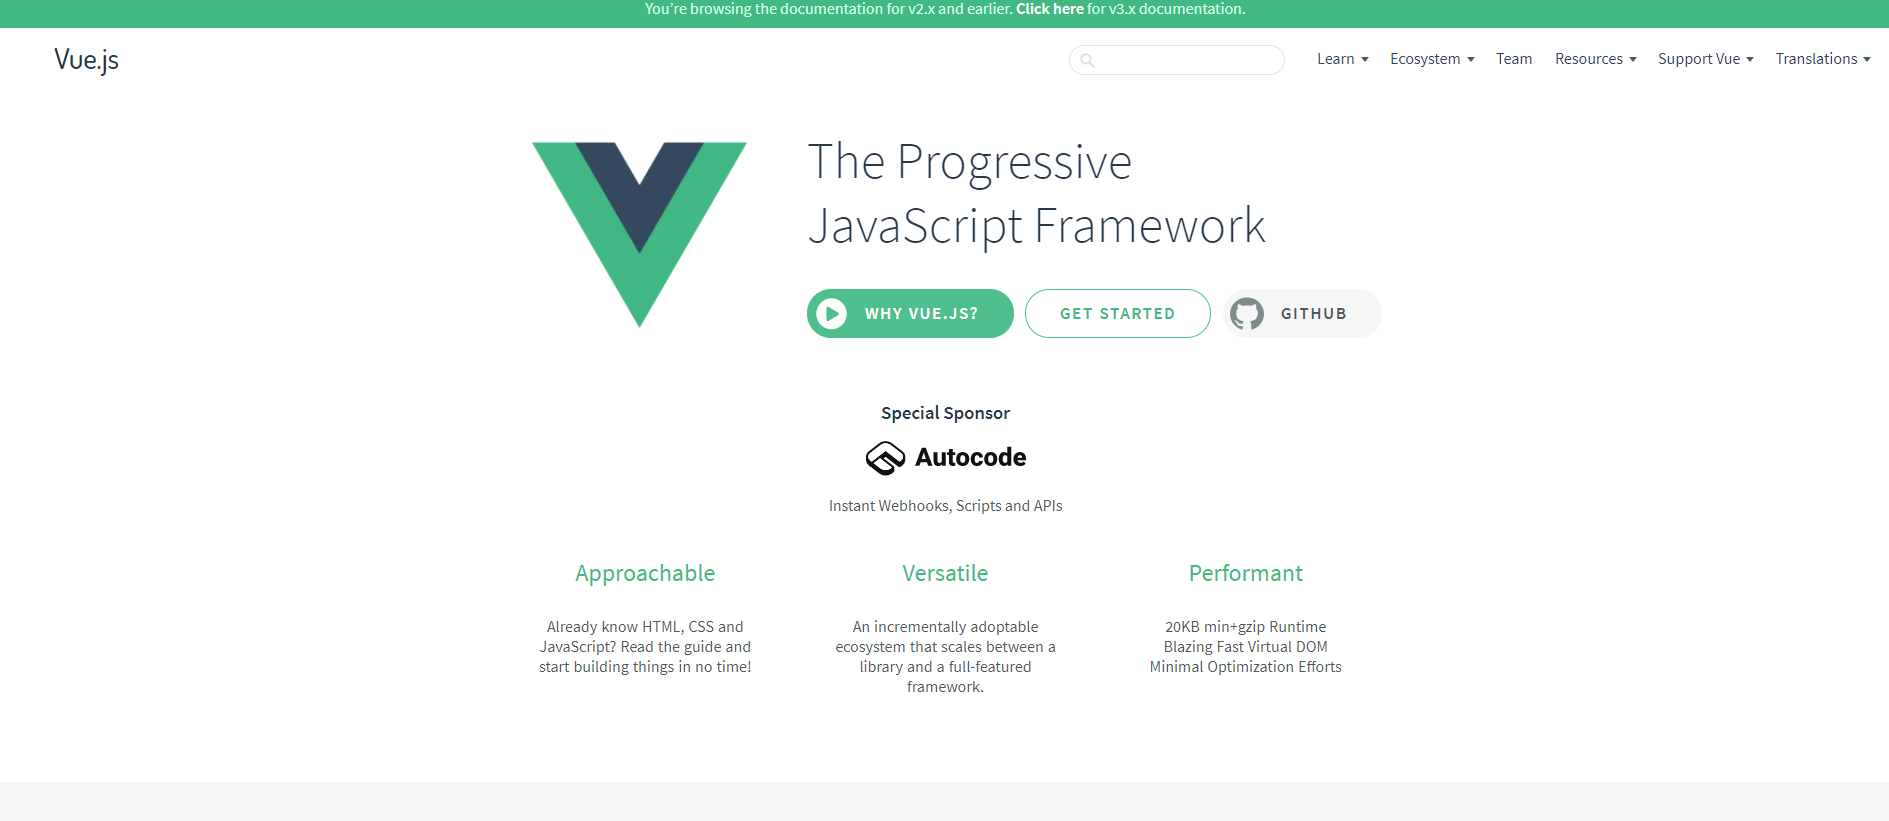 You're browsing the documentation for v2.x and earlier. Click here for v3.x documentation.
Vue.js
Learn
Ecosystem
Team
Resources
Support Vue
Translations
The Progressive
JavaScript Framework
WHY VUE.JS?
GET STARTED
GITHUB
Special Sponsor
Autocode
Instant Webhooks, Scripts and APIs
Approachable
Already know HTML, CSS and
JavaScript? Read the guide and
start building things in no time!
Versatile
An incrementally adoptable
ecosystem that scales between a
library and a full-featured
framework.
Performant
20KB min+gzip Runtime
Blazing Fast Virtual DOM
Minimal Optimization Efforts